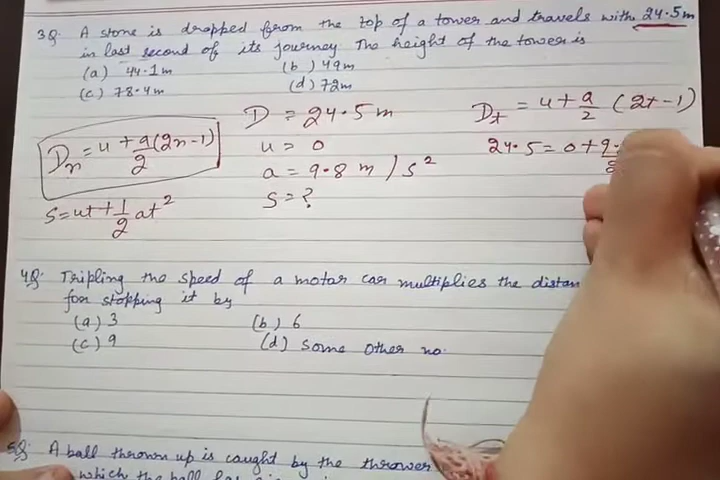 3Q. A stone is dropped from the top of a tower and travels with 24.5m
in last second of its journey The height of the tower is
(a) 44.1m (b) 49m
(c) 78.4m (d) 72m
D = 24.5 m
u = 0
a = 9.8 m/s²
S = ?
Dn = u + a/2 (2n-1)
S = ut + 1/2 at²
Dt = u + a/2 (2t-1)
24.5 = 0 + 9.
4Q. Tripling the speed of a motor car multiplies the distan
for stopping it by
(a) 3 (b) 6
(c) 9 (d) Some other no.
5Q. A ball thrown up is caught by the thrower
which the ball